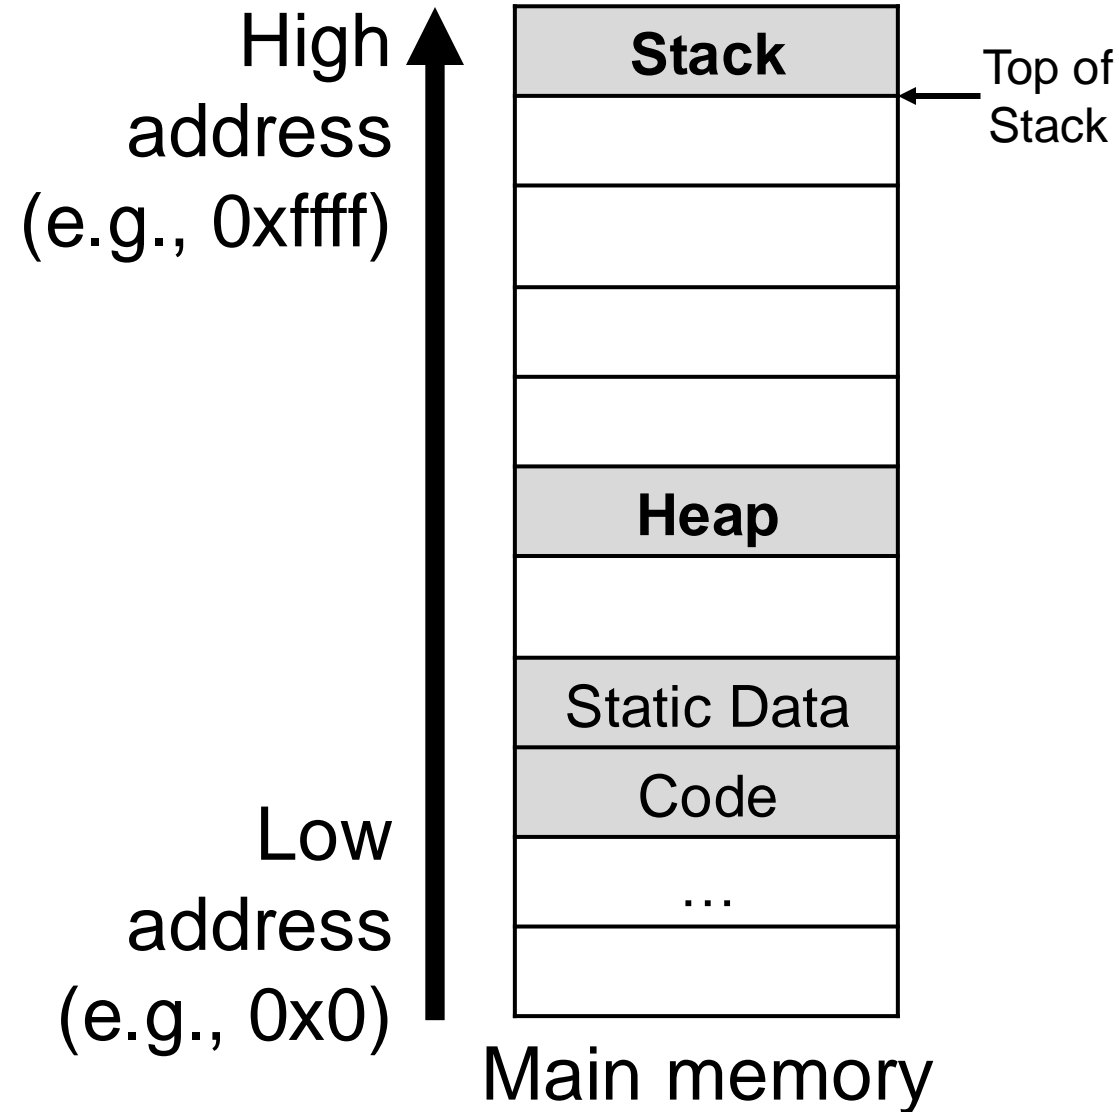 High
address
(e.g., 0xffff)
Stack
Top of
Stack
Heap
Static Data
Code
…
Low
address
(e.g., 0x0)
Main memory